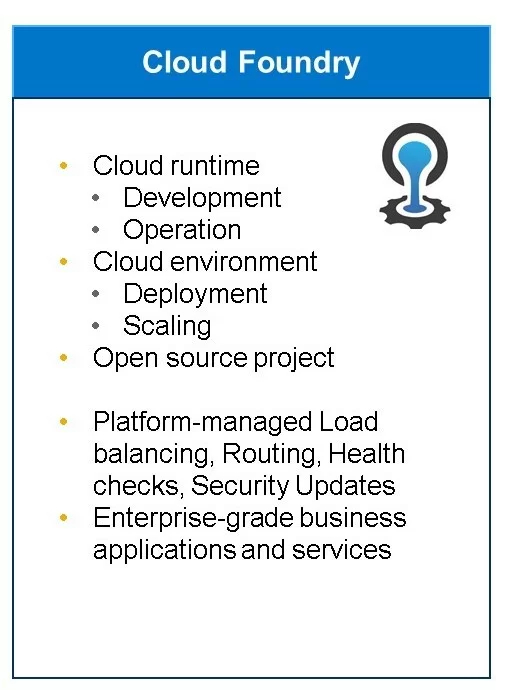 Cloud Foundry
• Cloud runtime
• Development
• Operation
• Cloud environment
• Deployment
• Scaling
• Open source project
• Platform-managed Load
balancing, Routing, Health
checks, Security Updates
• Enterprise-grade business
applications and services